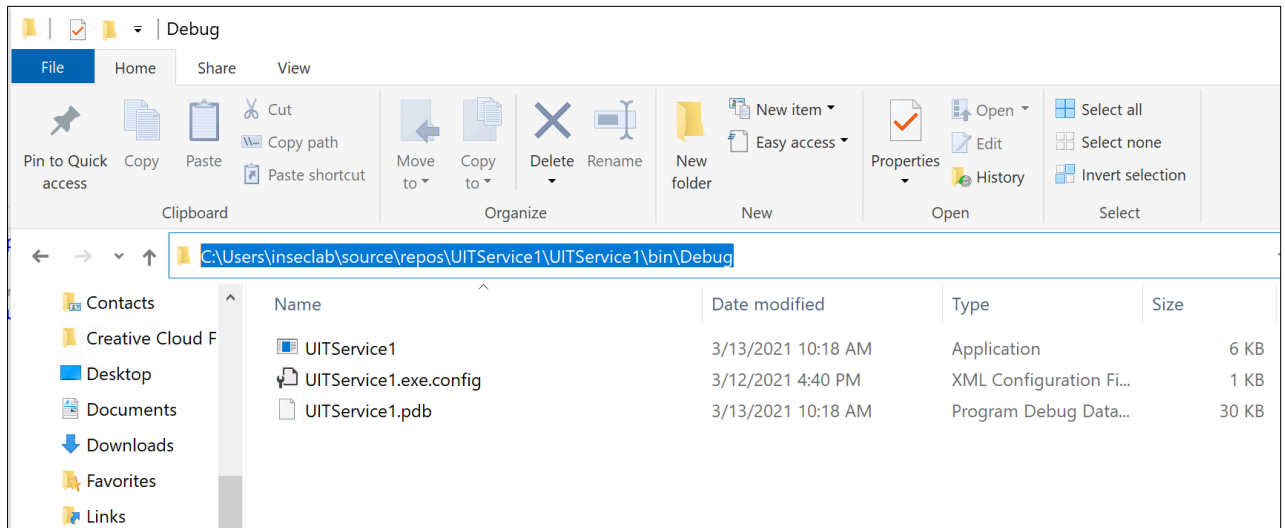 Debug
File Home Share View
Pin to Quick access
Copy
Paste
Cut
Copy path
Paste shortcut
Clipboard
Move to
Copy to
Delete
Rename
Organize
New folder
New item
Easy access
New
Properties
Open
Edit
History
Open
Select all
Select none
Invert selection
Select
C:\Users\inseclab\source\repos\UITService1\UITService1\bin\Debug
Contacts
Creative Cloud F
Desktop
Documents
Downloads
Favorites
Links
Name Date modified Type Size
UITService1 3/13/2021 10:18 AM Application 6 KB
UITService1.exe.config 3/12/2021 4:40 PM XML Configuration Fi... 1 KB
UITService1.pdb 3/13/2021 10:18 AM Program Debug Data... 30 KB